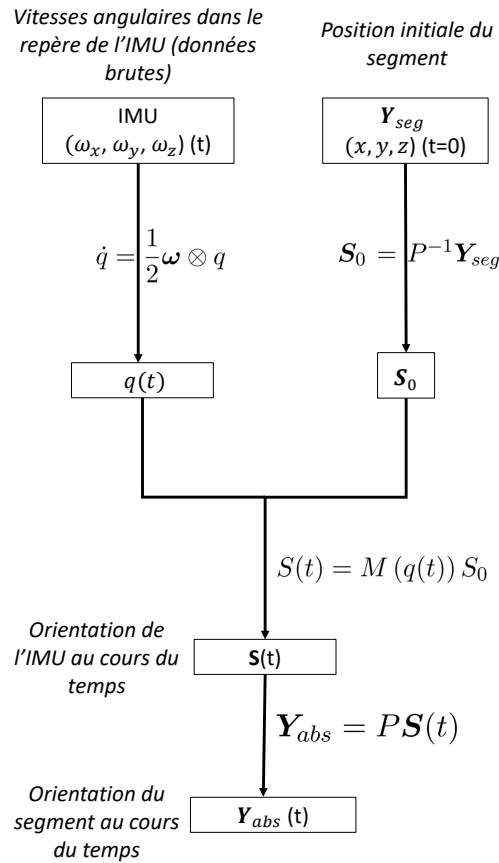 Vitesses angulaires dans le
repère de l'IMU (données
brutes)
Position initiale du
segment
IMU
(ω_x, ω_y, ω_z) (t)
Y_seg
(x, y, z) (t=0)
q̇ = 1/2 ω ⊗ q
S_0 = P^{-1} Y_seg
q(t)
S_0
S(t) = M (q(t)) S_0
Orientation de
l'IMU au cours du
temps
S(t)
Y_abs = PS(t)
Orientation du
segment au cours
du temps
Y_abs (t)